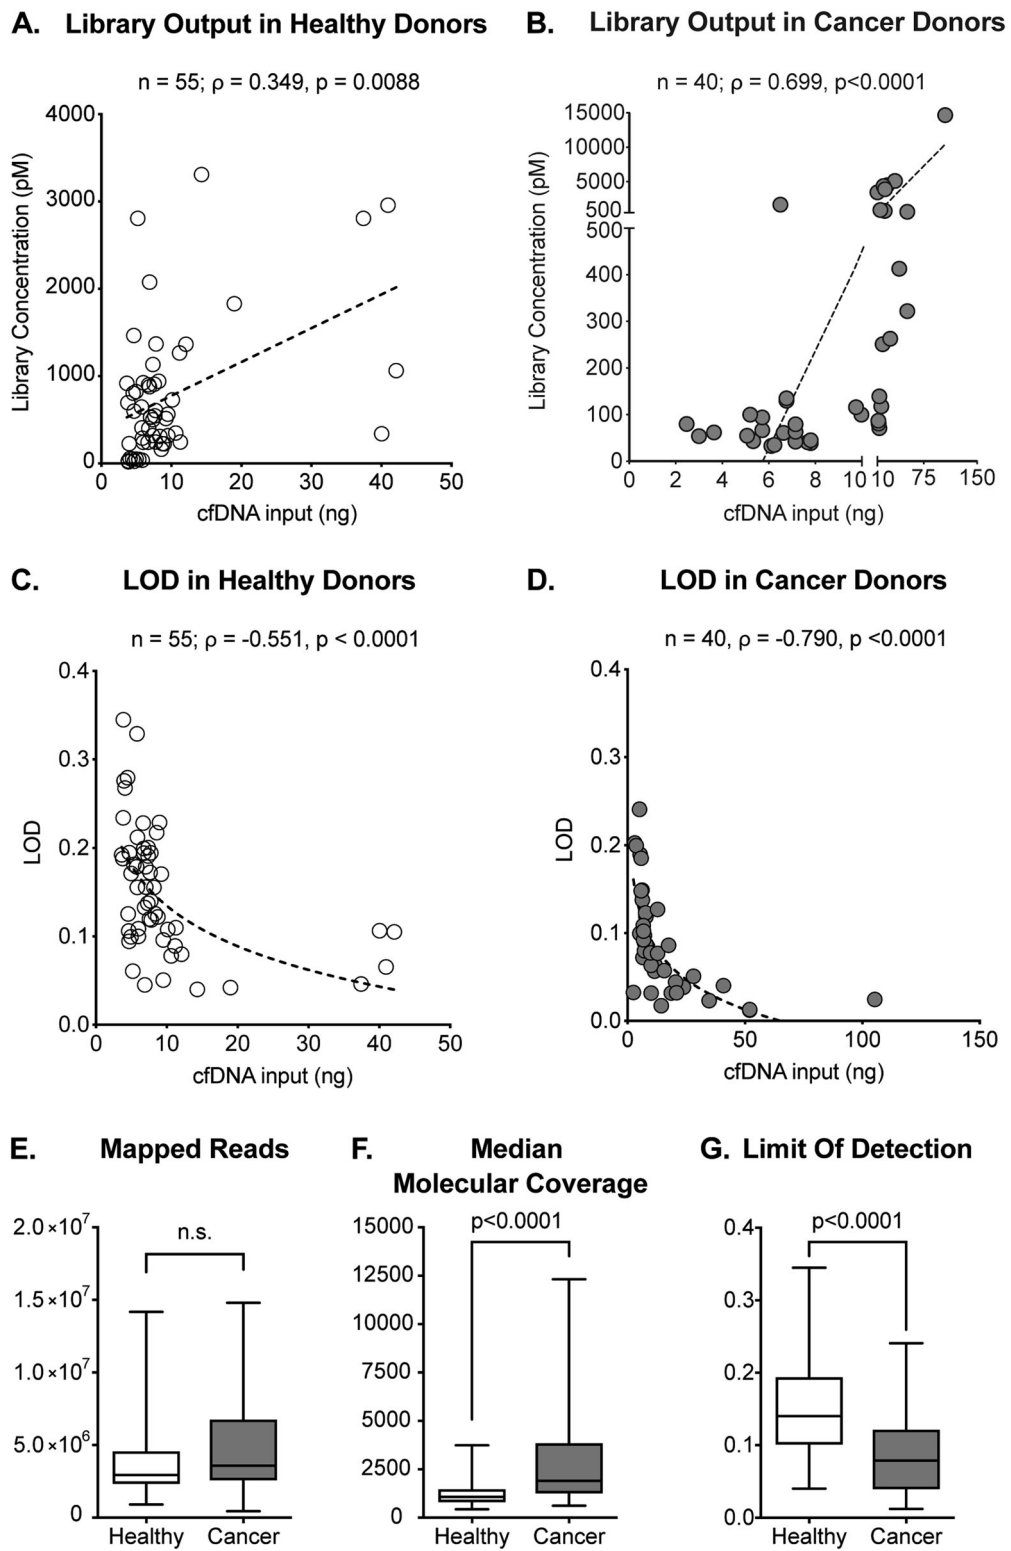 A. Library Output in Healthy Donors
n = 55; ρ = 0.349, p = 0.0088
Library Concentration (pM)
4000
3000
2000
1000
0
0 10 20 30 40 50
cfDNA input (ng)
B. Library Output in Cancer Donors
n = 40; ρ = 0.699, p<0.0001
Library Concentration (pM)
15000
10000
5000
500
500
400
300
200
100
0
0 2 4 6 8 10 10 75 150
cfDNA input (ng)
C. LOD in Healthy Donors
n = 55; ρ = -0.551, p < 0.0001
LOD
0.4
0.3
0.2
0.1
0.0
0 10 20 30 40 50
cfDNA input (ng)
D. LOD in Cancer Donors
n = 40, ρ = -0.790, p <0.0001
LOD
0.4
0.3
0.2
0.1
0.0
0 50 100 150
cfDNA input (ng)
E. Mapped Reads
n.s.
2.0×10⁷
1.5×10⁷
1.0×10⁷
5.0×10⁶
0
Healthy Cancer
F. Median
Molecular Coverage
p<0.0001
15000
12500
10000
7500
5000
2500
0
Healthy Cancer
G. Limit Of Detection
p<0.0001
0.4
0.3
0.2
0.1
0.0
Healthy Cancer